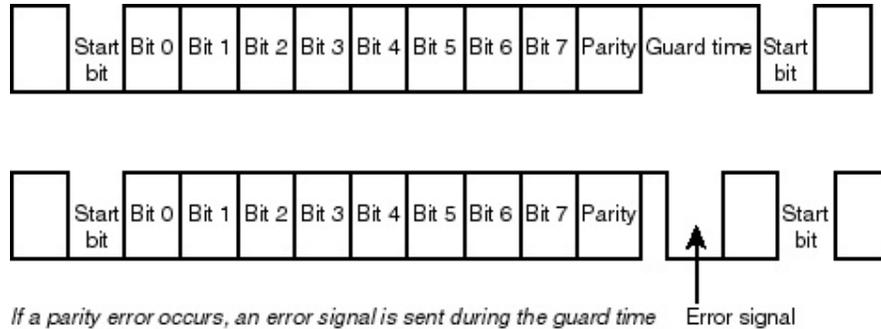 Start bit Bit 0 Bit 1 Bit 2 Bit 3 Bit 4 Bit 5 Bit 6 Bit 7 Parity Guard time Start bit
Start bit Bit 0 Bit 1 Bit 2 Bit 3 Bit 4 Bit 5 Bit 6 Bit 7 Parity Start bit
If a parity error occurs, an error signal is sent during the guard time Error signal